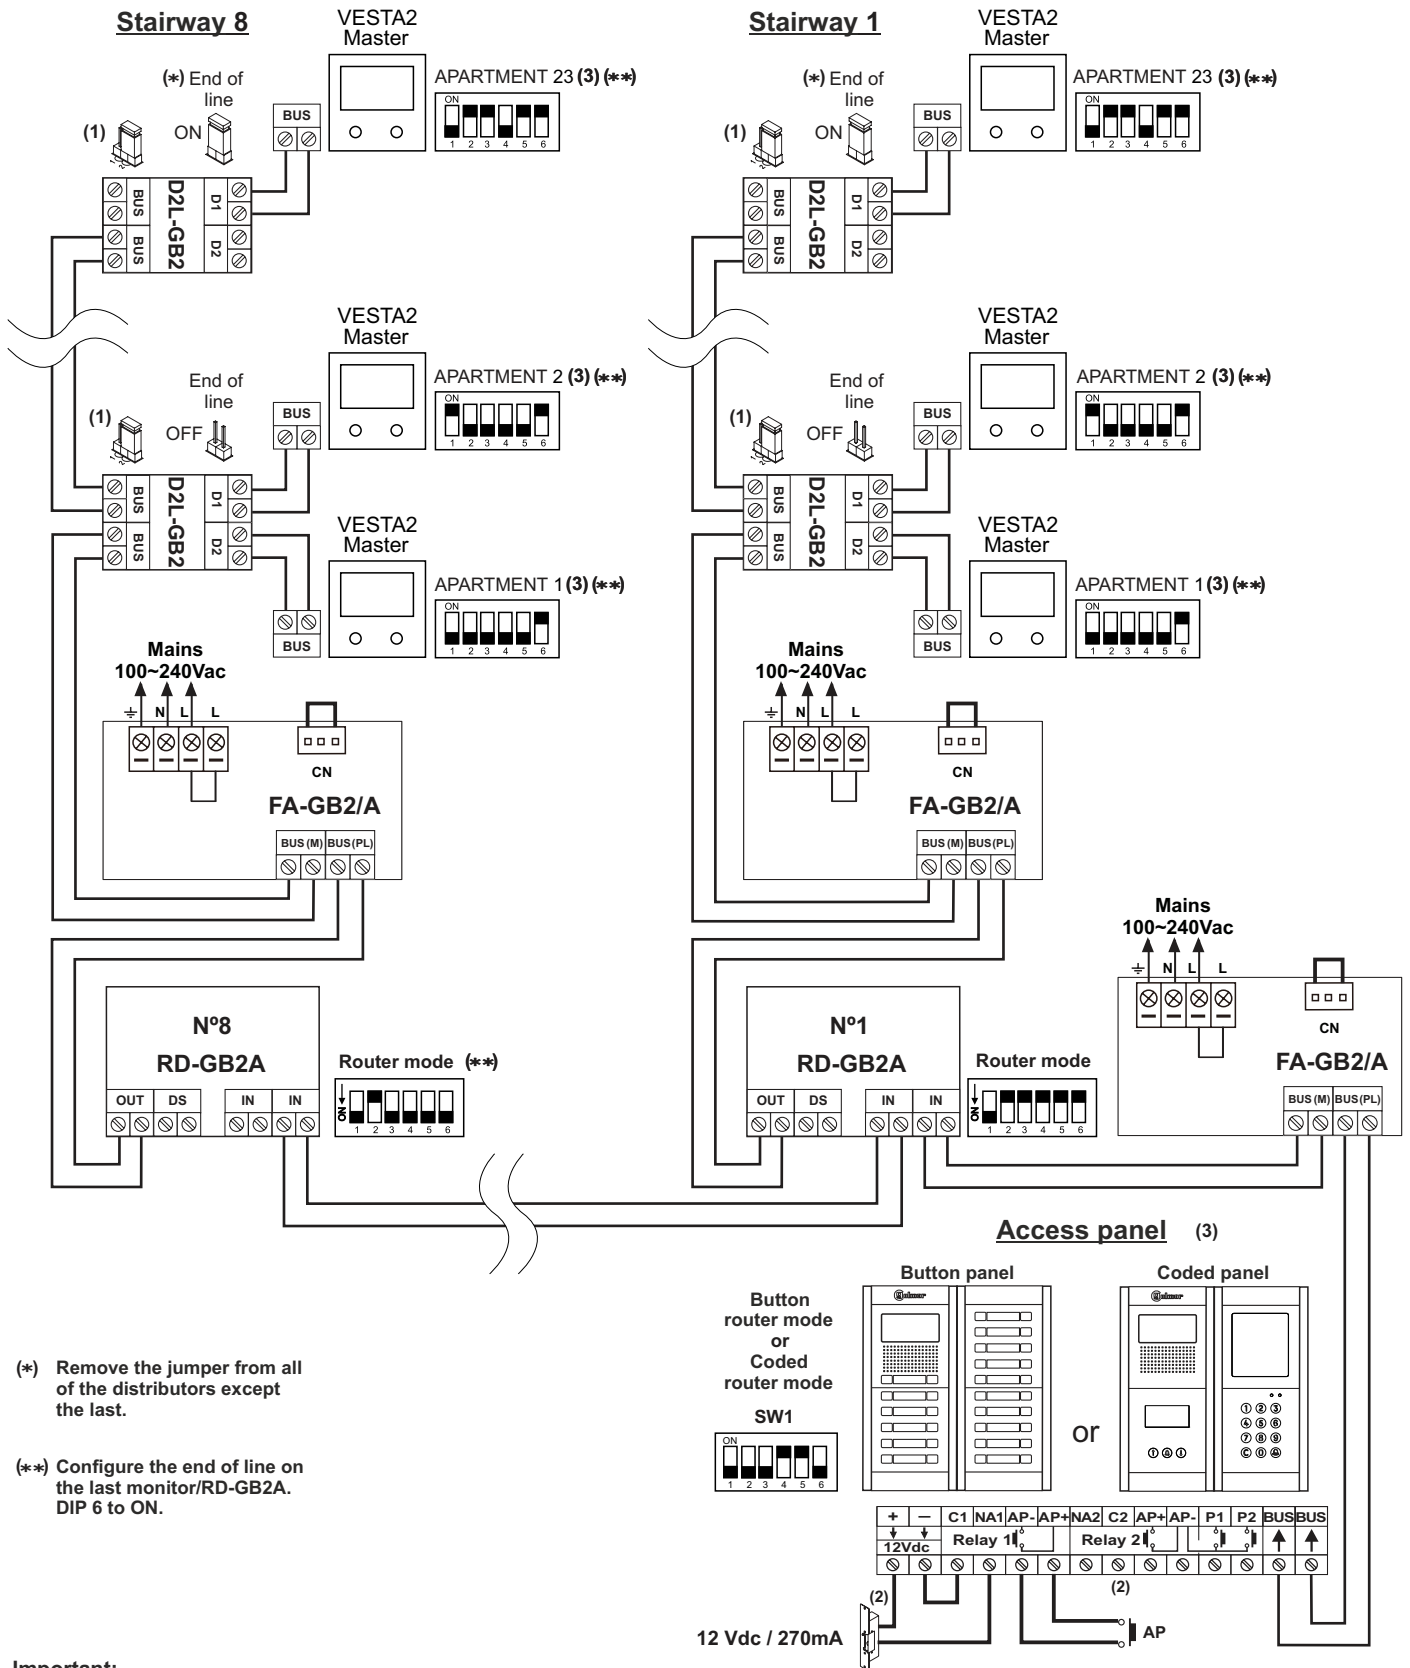 Stairway 8
VESTA2
Master
(*) End of
line
ON
(1)
BUS
APARTMENT 23 (3) (**)
ON
1 2 3 4 5 6
BUS
BUS
D2L-GB2
D1
D2
VESTA2
Master
End of
line
OFF
(1)
BUS
APARTMENT 2 (3) (**)
ON
1 2 3 4 5 6
BUS
BUS
D2L-GB2
D1
D2
VESTA2
Master
APARTMENT 1 (3) (**)
ON
1 2 3 4 5 6
BUS
Mains
100~240Vac
N L L
CN
FA-GB2/A
BUS (M) BUS (PL)
Nº8
RD-GB2A
OUT DS IN IN
Router mode (**)
ON
1 2 3 4 5 6
Stairway 1
VESTA2
Master
(*) End of
line
ON
(1)
BUS
APARTMENT 23 (3) (**)
ON
1 2 3 4 5 6
BUS
BUS
D2L-GB2
D1
D2
VESTA2
Master
End of
line
OFF
(1)
BUS
APARTMENT 2 (3) (**)
ON
1 2 3 4 5 6
BUS
BUS
D2L-GB2
D1
D2
VESTA2
Master
APARTMENT 1 (3) (**)
ON
1 2 3 4 5 6
BUS
Mains
100~240Vac
N L L
CN
FA-GB2/A
BUS (M) BUS (PL)
Nº1
RD-GB2A
OUT DS IN IN
Router mode
ON
1 2 3 4 5 6
Mains
100~240Vac
N L L
CN
FA-GB2/A
BUS (M) BUS (PL)
Access panel (3)
Button panel
Coded panel
Golmar
Golmar
Button
router mode
or
Coded
router mode
SW1
ON
1 2 3 4 5 6
or
1 2 3
4 5 6
7 8 9
C 0
+ – C1 NA1 AP- AP+ NA2 C2 AP+ AP- P1 P2 BUS BUS
12Vdc Relay 1 Relay 2
(2)
(2)
12 Vdc / 270mA
AP
(*) Remove the jumper from all
of the distributors except
the last.
(**) Configure the end of line on
the last monitor/RD-GB2A.
DIP 6 to ON.
Important: